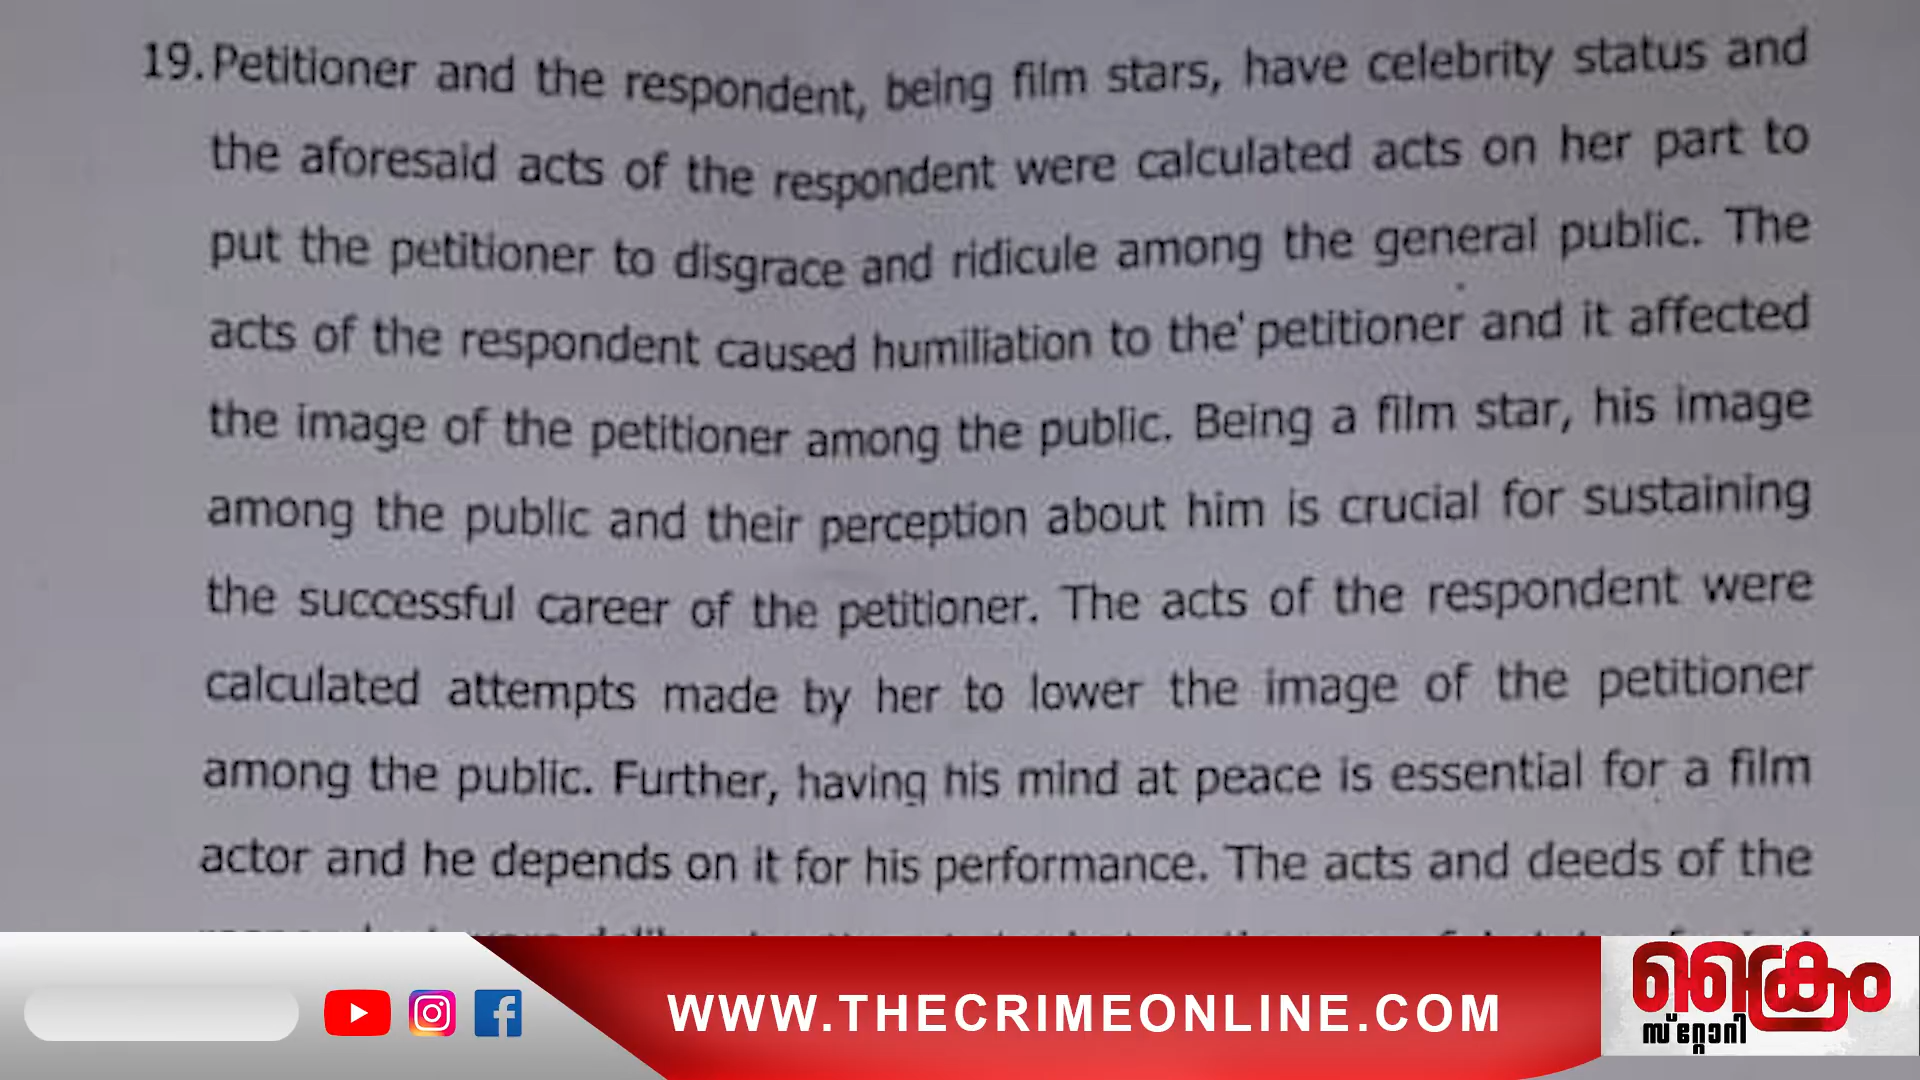 19. Petitioner and the respondent, being film stars, have celebrity status and
the aforesaid acts of the respondent were calculated acts on her part to
put the petitioner to disgrace and ridicule among the general public. The
acts of the respondent caused humiliation to the petitioner and it affected
the image of the petitioner among the public. Being a film star, his image
among the public and their perception about him is crucial for sustaining
the successful career of the petitioner. The acts of the respondent were
calculated attempts made by her to lower the image of the petitioner
among the public. Further, having his mind at peace is essential for a film
actor and he depends on it for his performance. The acts and deeds of the
WWW.THECRIMEONLINE.COM
ക്രൈം
സ്റ്റോറി